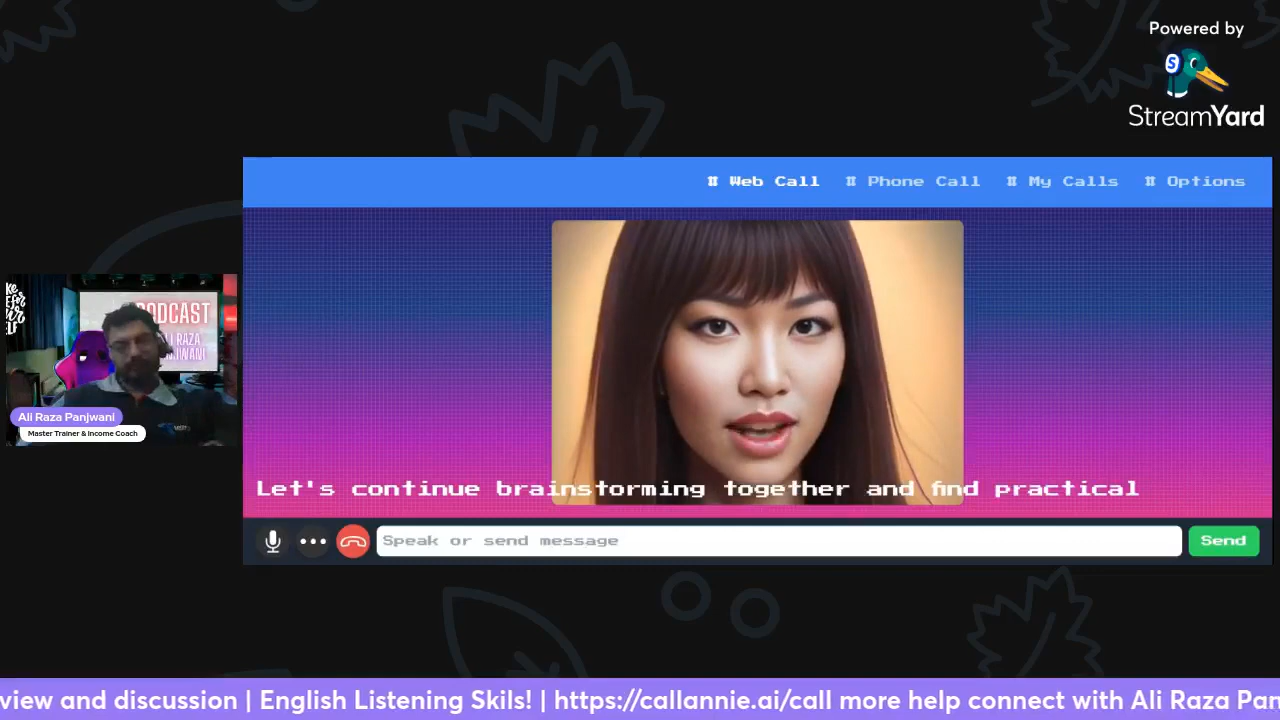 Powered by
StreamYard
# Web Call # Phone Call # My Calls # Options
PODCAST
Ali Raza Panjwani
Master Trainer & Income Coach
Let's continue brainstorming together and find practical
Speak or send message
Send
view and discussion | English Listening Skils! | https://callannie.ai/call more help connect with Ali Raza Pan